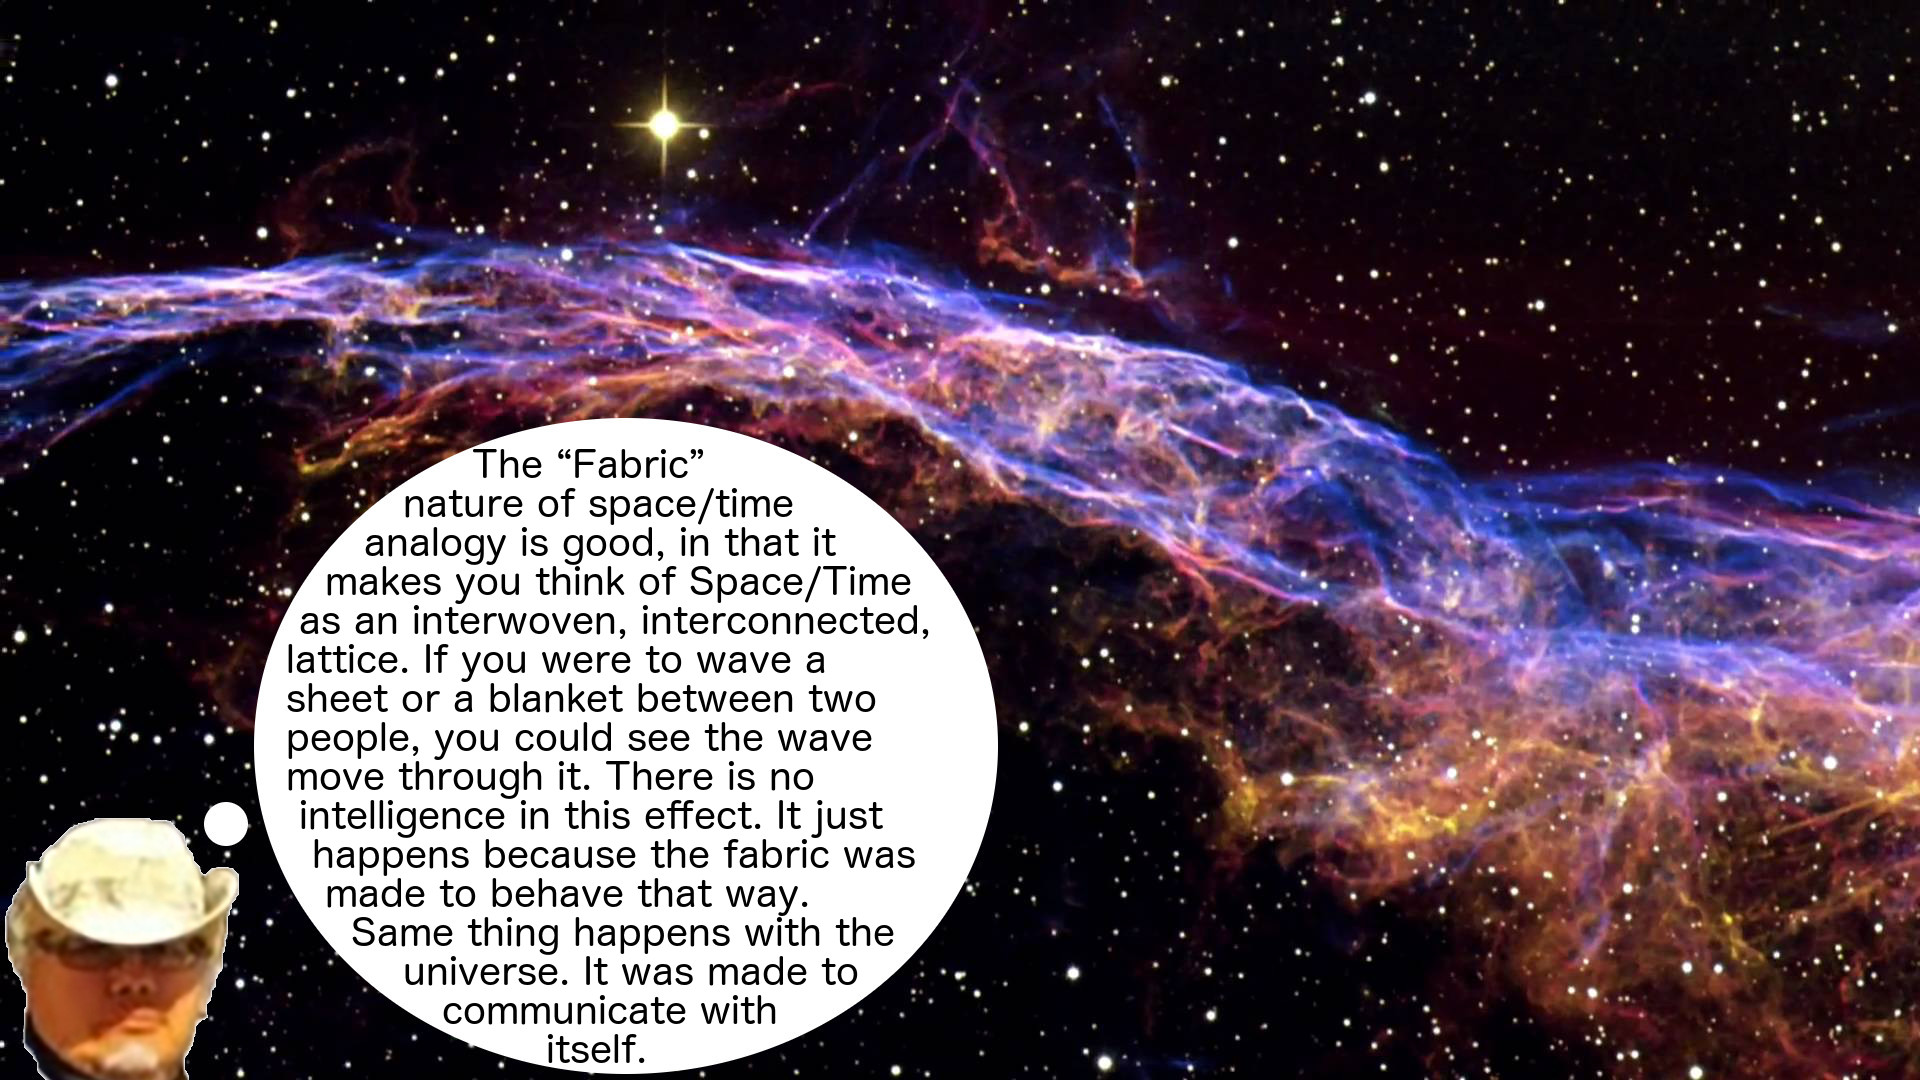 The “Fabric”
nature of space/time
analogy is good, in that it
makes you think of Space/Time
as an interwoven, interconnected,
lattice. If you were to wave a
sheet or a blanket between two
people, you could see the wave
move through it. There is no
intelligence in this effect. It just
happens because the fabric was
made to behave that way.
Same thing happens with the
universe. It was made to
communicate with
itself.